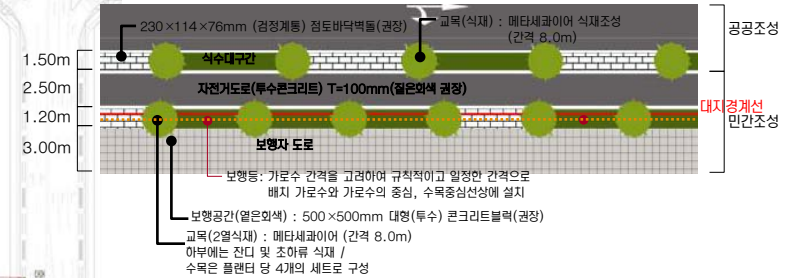 230×114×76mm (검정계통) 점토바닥벽돌(권장)
교목(식재) : 메타세콰이어 식재조성
(간격 8.0m)
공공조성
1.50m
식수대구간
2.50m
자전거도로(투수콘크리트) T=100mm(짙은회색 권장)
대지경계선
1.20m
민간조성
보행자 도로
3.00m
보행등: 가로수 간격을 고려하여 규칙적이고 일정한 간격으로
배치 가로수와 가로수의 중심, 수목중심선상에 설치
보행공간(옅은회색) : 500×500mm 대형(투수) 콘크리트블럭(권장)
교목(2열식재) : 메타세콰이어 (간격 8.0m)
하부에는 잔디 및 초화류 식재 /
수목은 플랜터 당 4개의 세트로 구성